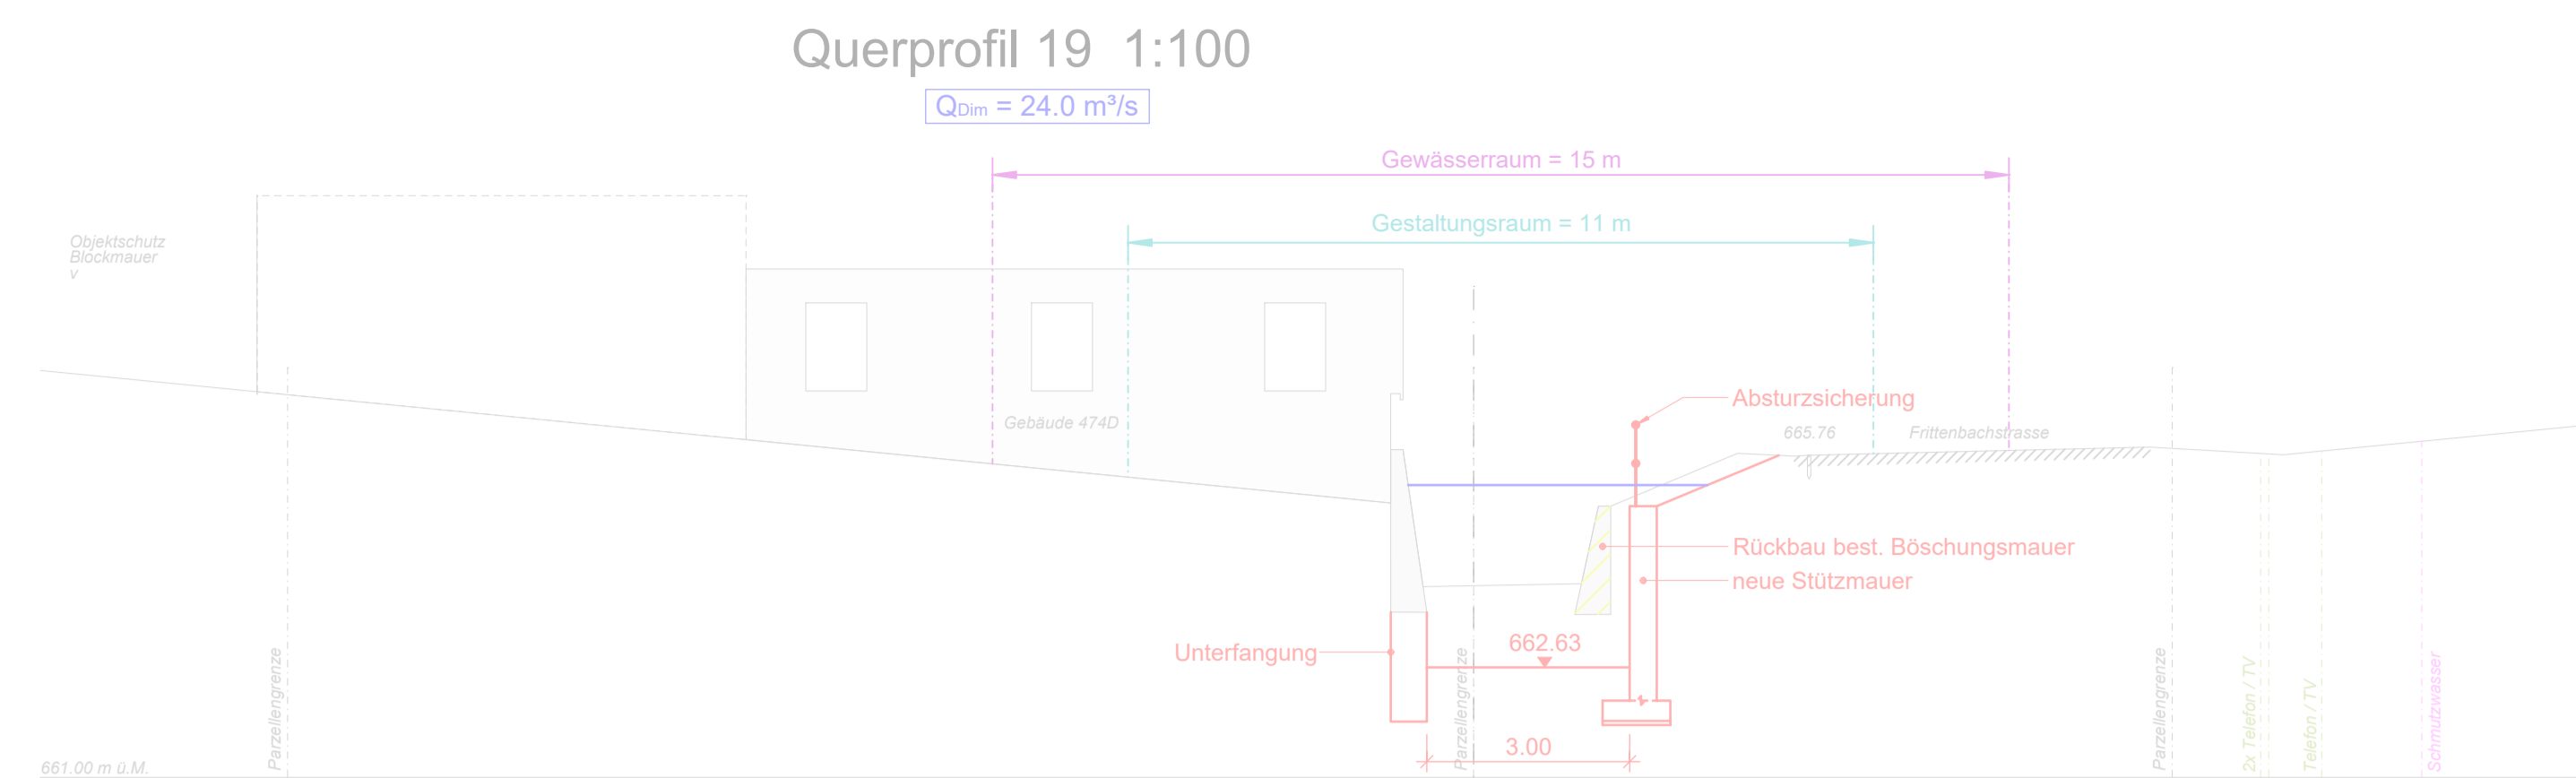 Querprofil 19 1:100
QDim = 24.0 m³/s
Gewässerraum = 15 m
Gestaltungsraum = 11 m
Objektschutz
Blockmauer
v
Absturzsicherung
Gebäude 474D
665.76
Frittenbachstrasse
Rückbau best. Böschungsmauer
neue Stützmauer
662.63
Unterfangung
Parzellengrenze
Parzellengrenze
Parzellengrenze
2x Telefon / TV
Telefon / TV
Schmutzwasser
3.00
661.00 m ü.M.